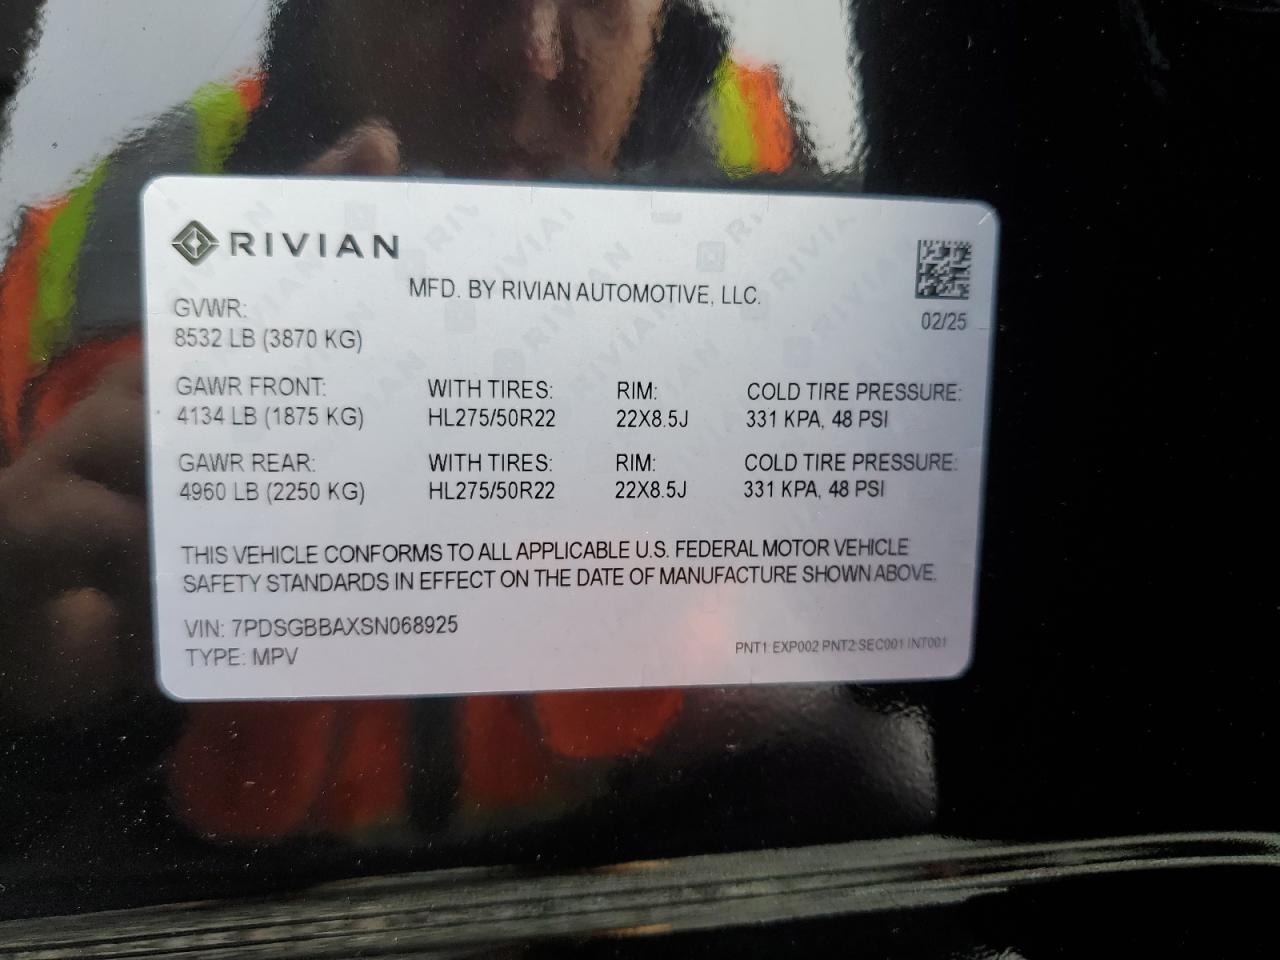 RIVIAN
MFD. BY RIVIAN AUTOMOTIVE, LLC.
02/25
GVWR:
8532 LB (3870 KG)
GAWR FRONT: WITH TIRES: RIM: COLD TIRE PRESSURE:
4134 LB (1875 KG) HL275/50R22 22X8.5J 331 KPA, 48 PSI
GAWR REAR: WITH TIRES: RIM: COLD TIRE PRESSURE:
4960 LB (2250 KG) HL275/50R22 22X8.5J 331 KPA, 48 PSI
THIS VEHICLE CONFORMS TO ALL APPLICABLE U.S. FEDERAL MOTOR VEHICLE
SAFETY STANDARDS IN EFFECT ON THE DATE OF MANUFACTURE SHOWN ABOVE.
VIN: 7PDSGBBAXSN068925
TYPE: MPV
PNT1: EXP002 PNT2:SEC001 INT001